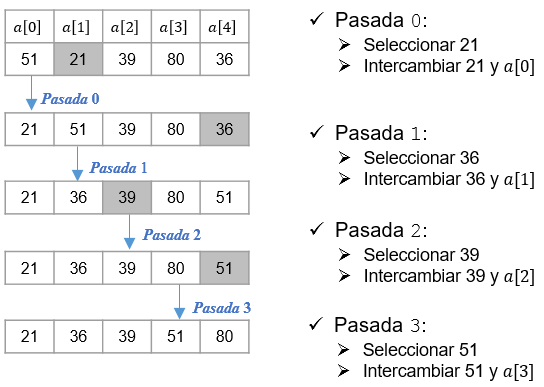 a[0] a[1] a[2] a[3] a[4]
51 21 39 80 36
Pasada 0
21 51 39 80 36
Pasada 1
21 36 39 80 51
Pasada 2
21 36 39 80 51
Pasada 3
21 36 39 51 80
✓ Pasada 0:
➢ Seleccionar 21
➢ Intercambiar 21 y a[0]
✓ Pasada 1:
➢ Seleccionar 36
➢ Intercambiar 36 y a[1]
✓ Pasada 2:
➢ Seleccionar 39
➢ Intercambiar 39 y a[2]
✓ Pasada 3:
➢ Seleccionar 51
➢ Intercambiar 51 y a[3]